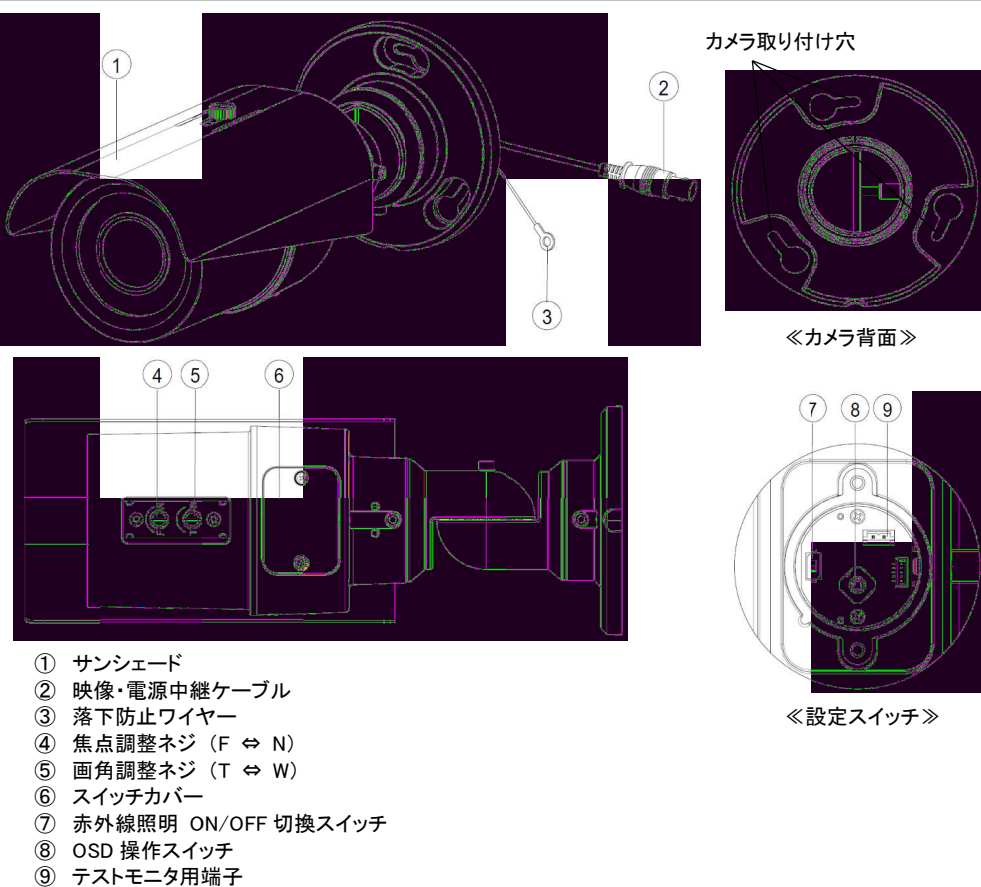 カメラ取り付け穴
①
②
③
≪カメラ背面≫
④ ⑤ ⑥
⑦ ⑧ ⑨
≪設定スイッチ≫
① サンシェード
② 映像・電源中継ケーブル
③ 落下防止ワイヤー
④ 焦点調整ネジ (F ⇔ N)
⑤ 画角調整ネジ (T ⇔ W)
⑥ スイッチカバー
⑦ 赤外線照明 ON/OFF 切換スイッチ
⑧ OSD 操作スイッチ
⑨ テストモニタ用端子